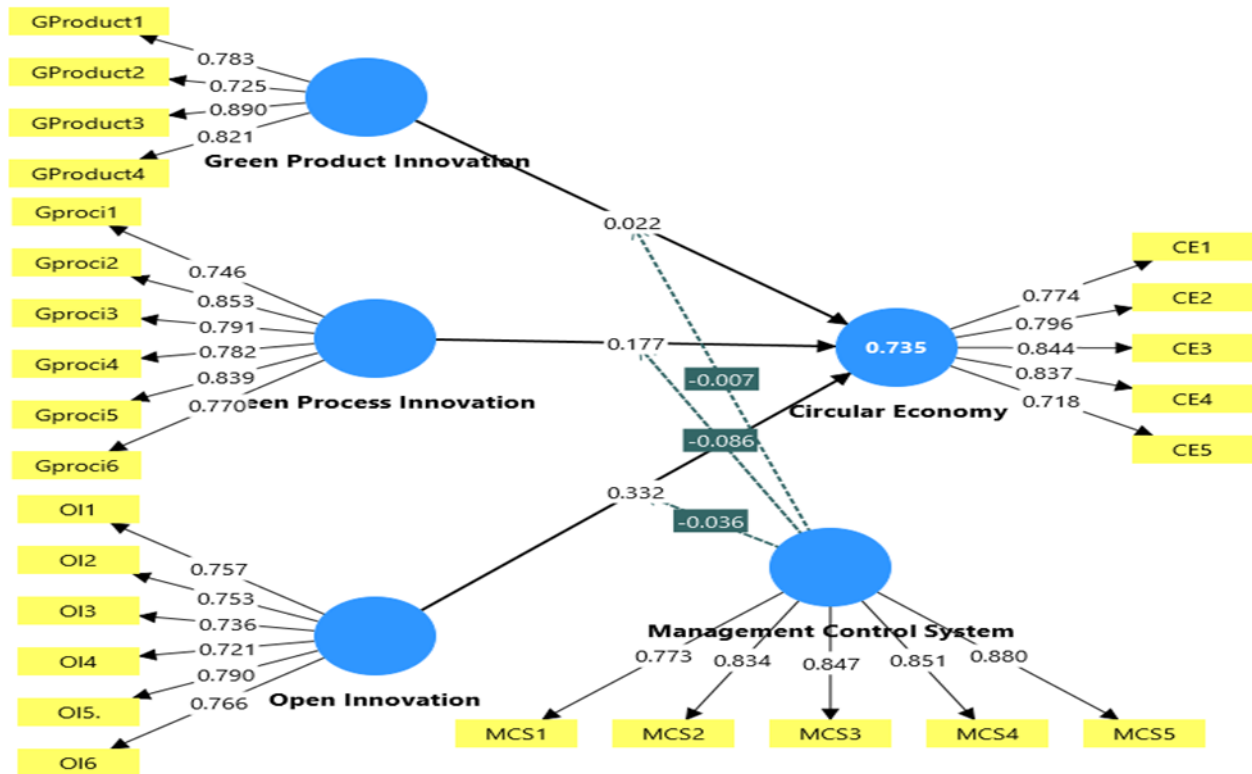 GProduct1
GProduct2
GProduct3
GProduct4
0.783
0.725
0.890
0.821
Green Product Innovation
Gproci1
Gproci2
Gproci3
Gproci4
Gproci5
Gproci6
0.746
0.853
0.791
0.782
0.839
0.770
een Process Innovation
OI1
OI2
OI3
OI4
OI5.
OI6
0.757
0.753
0.736
0.721
0.790
0.766
Open Innovation
0.022
0.177
0.332
-0.007
-0.086
-0.036
0.735
Circular Economy
0.774
0.796
0.844
0.837
0.718
CE1
CE2
CE3
CE4
CE5
Management Control System
0.773
0.834
0.847
0.851
0.880
MCS1
MCS2
MCS3
MCS4
MCS5